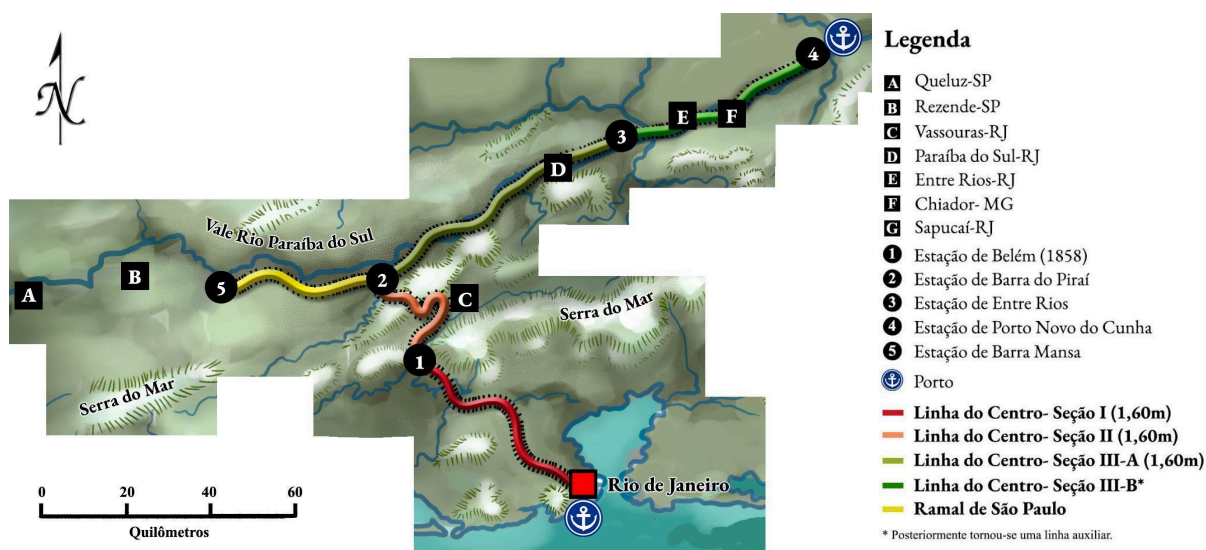 N
4
E
F
3
D
Vale Rio Paraíba do Sul
B
A
5
2
C
Serra do Mar
1
Serra do Mar
Rio de Janeiro
0 20 40 60
Quilômetros
Legenda
A Queluz-SP
B Rezende-SP
C Vassouras-RJ
D Paraíba do Sul-RJ
E Entre Rios-RJ
F Chiador- MG
G Sapucaí-RJ
1 Estação de Belém (1858)
2 Estação de Barra do Piraí
3 Estação de Entre Rios
4 Estação de Porto Novo do Cunha
5 Estação de Barra Mansa
Porto
Linha do Centro- Seção I (1,60m)
Linha do Centro- Seção II (1,60m)
Linha do Centro- Seção III-A (1,60m)
Linha do Centro- Seção III-B*
Ramal de São Paulo
* Posteriormente tornou-se uma linha auxiliar.